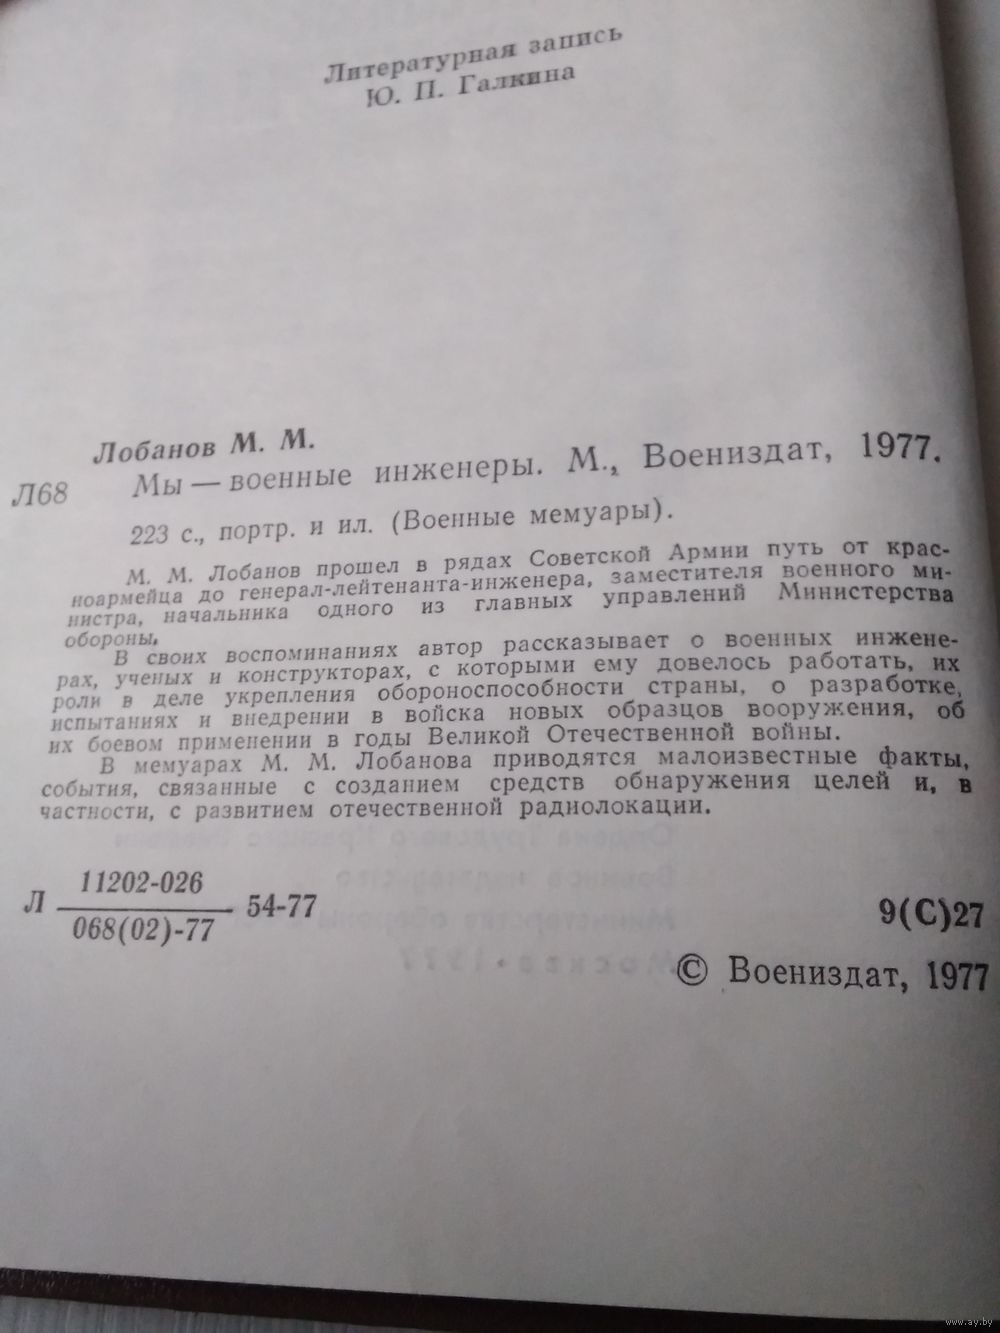 Литературная запись
Ю. П. Галкина
Лобанов М. М.
Л68 Мы — военные инженеры. М., Воениздат, 1977.
223 с., портр. и ил. (Военные мемуары).
М. М. Лобанов прошел в рядах Советской Армии путь от крас-
ноармейца до генерал-лейтенанта-инженера, заместителя военного ми-
нистра, начальника одного из главных управлений Министерства
обороны.
В своих воспоминаниях автор рассказывает о военных инжене-
рах, ученых и конструкторах, с которыми ему довелось работать, их
роли в деле укрепления обороноспособности страны, о разработке,
испытаниях и внедрении в войска новых образцов вооружения, об
их боевом применении в годы Великой Отечественной войны.
В мемуарах М. М. Лобанова приводятся малоизвестные факты,
события, связанные с созданием средств обнаружения целей и, в
частности, с развитием отечественной радиолокации.
Л 11202-026
068(02)-77 54-77
9(С)27
© Воениздат, 1977
www.ay.by